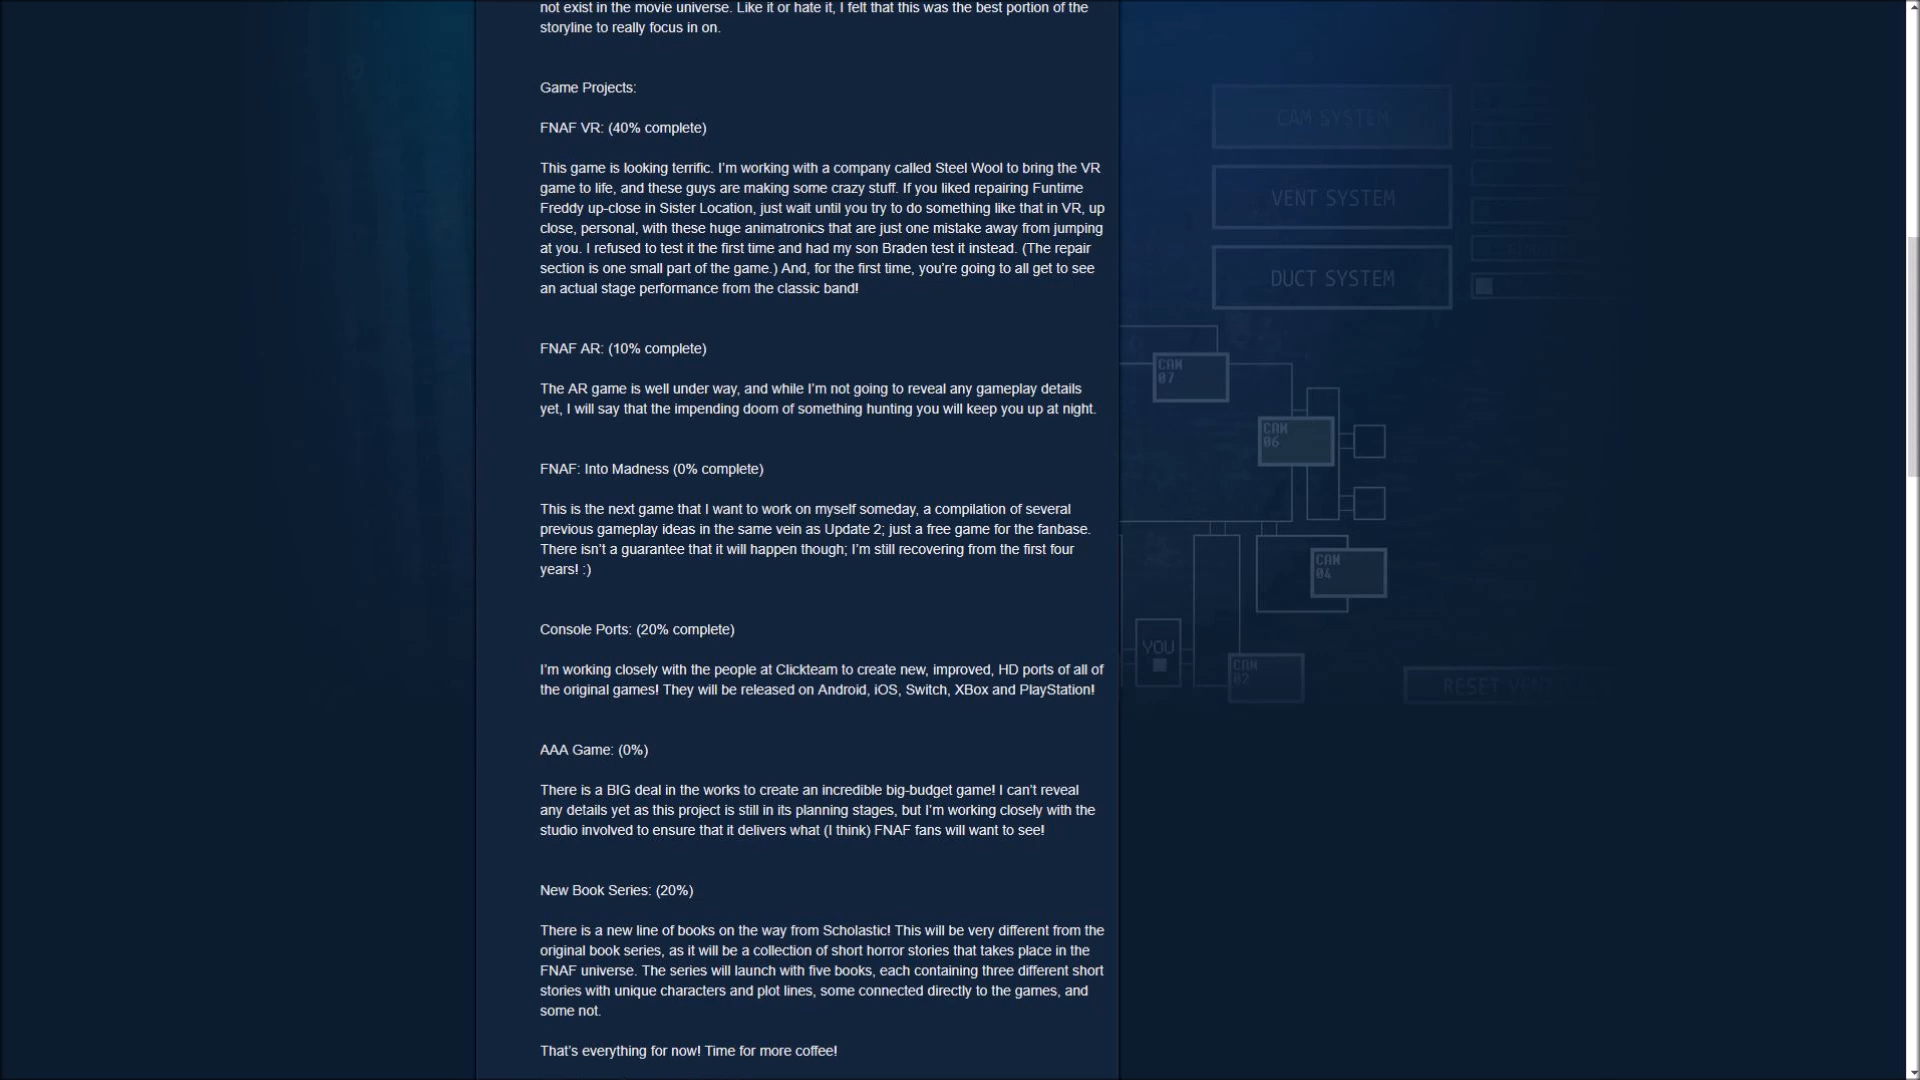 not exist in the movie universe. Like it or hate it, I felt that this was the best portion of the
storyline to really focus in on.
Game Projects:
FNAF VR: (40% complete)
This game is looking terrific. I'm working with a company called Steel Wool to bring the VR
game to life, and these guys are making some crazy stuff. If you liked repairing Funtime
Freddy up-close in Sister Location, just wait until you try to do something like that in VR, up
close, personal, with these huge animatronics that are just one mistake away from jumping
at you. I refused to test it the first time and had my son Braden test it instead. (The repair
section is one small part of the game.) And, for the first time, you're going to all get to see
an actual stage performance from the classic band!
FNAF AR: (10% complete)
The AR game is well under way, and while I'm not going to reveal any gameplay details
yet, I will say that the impending doom of something hunting you will keep you up at night.
FNAF: Into Madness (0% complete)
This is the next game that I want to work on myself someday, a compilation of several
previous gameplay ideas in the same vein as Update 2; just a free game for the fanbase.
There isn't a guarantee that it will happen though; I'm still recovering from the first four
years! :)
Console Ports: (20% complete)
I'm working closely with the people at Clickteam to create new, improved, HD ports of all of
the original games! They will be released on Android, iOS, Switch, XBox and PlayStation!
AAA Game: (0%)
There is a BIG deal in the works to create an incredible big-budget game! I can't reveal
any details yet as this project is still in its planning stages, but I'm working closely with the
studio involved to ensure that it delivers what (I think) FNAF fans will want to see!
New Book Series: (20%)
There is a new line of books on the way from Scholastic! This will be very different from the
original book series, as it will be a collection of short horror stories that takes place in the
FNAF universe. The series will launch with five books, each containing three different short
stories with unique characters and plot lines, some connected directly to the games, and
some not.
That's everything for now! Time for more coffee!
CAM SYSTEM
VENT SYSTEM
DUCT SYSTEM
CAM
07
CAM
06
CAM
04
YOU
CAM
02
RESET VENT